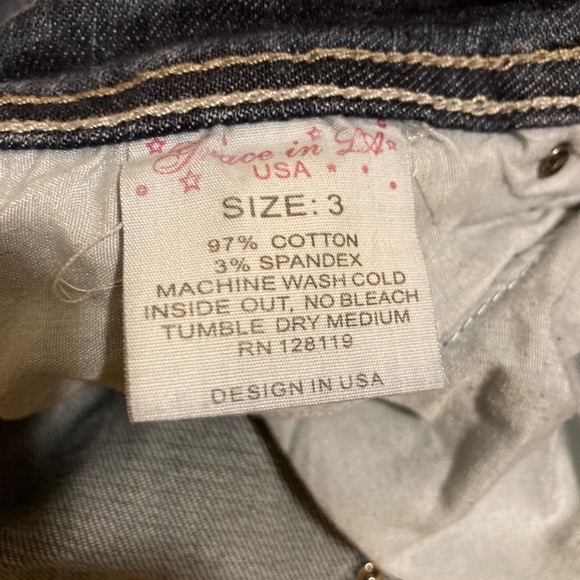 Grace in LA
USA
SIZE: 3
97% COTTON
3% SPANDEX
MACHINE WASH COLD
INSIDE OUT, NO BLEACH
TUMBLE DRY MEDIUM
RN 128119
DESIGN IN USA